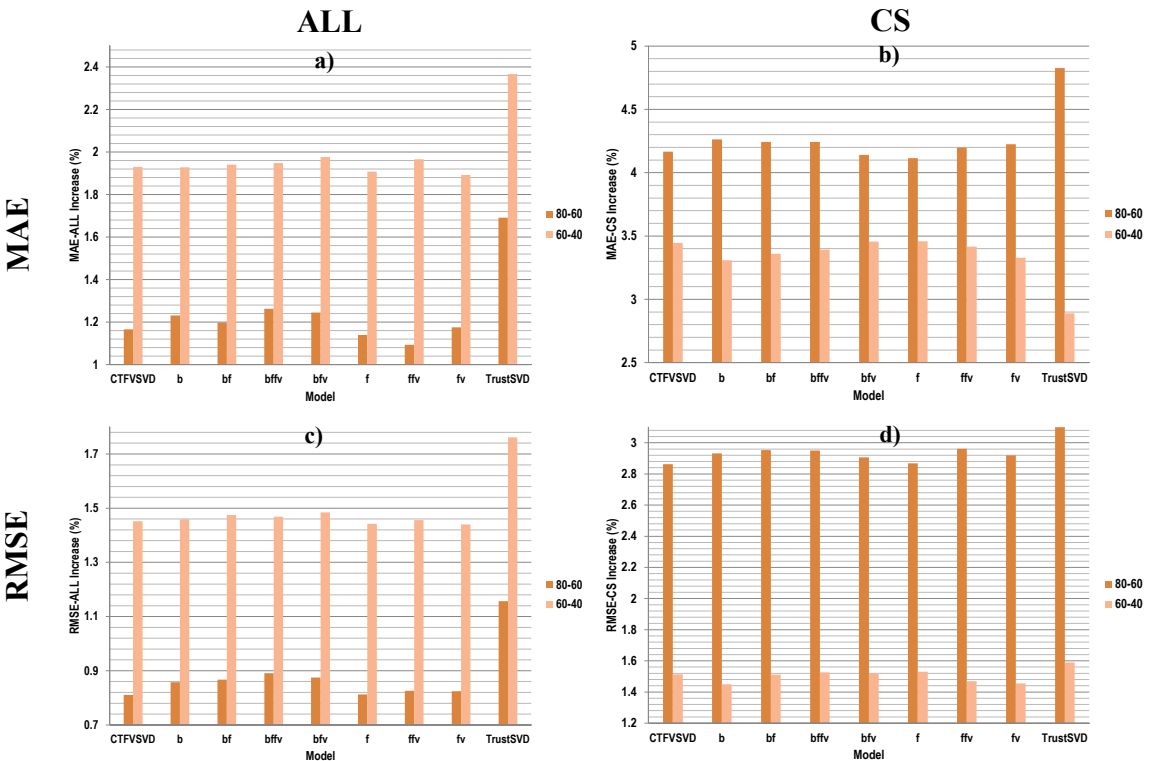 ALL
CS
MAE
RMSE
a)
MAE-ALL Increase (%)
2.4
2.2
2
1.8
1.6
1.4
1.2
1
CTFVSVD b bf bffv bfv f ffv fv TrustSVD
Model
80-60
60-40
b)
MAE-CS Increase (%)
5
4.5
4
3.5
3
2.5
CTFVSVD b bf bffv bfv f ffv fv TrustSVD
Model
80-60
60-40
c)
RMSE-ALL Increase (%)
1.7
1.5
1.3
1.1
0.9
0.7
CTFVSVD b bf bffv bfv f ffv fv TrustSVD
Model
80-60
60-40
d)
RMSE-CS Increase (%)
3
2.8
2.6
2.4
2.2
2
1.8
1.6
1.4
1.2
CTFVSVD b bf bffv bfv f ffv fv TrustSVD
Model
80-60
60-40